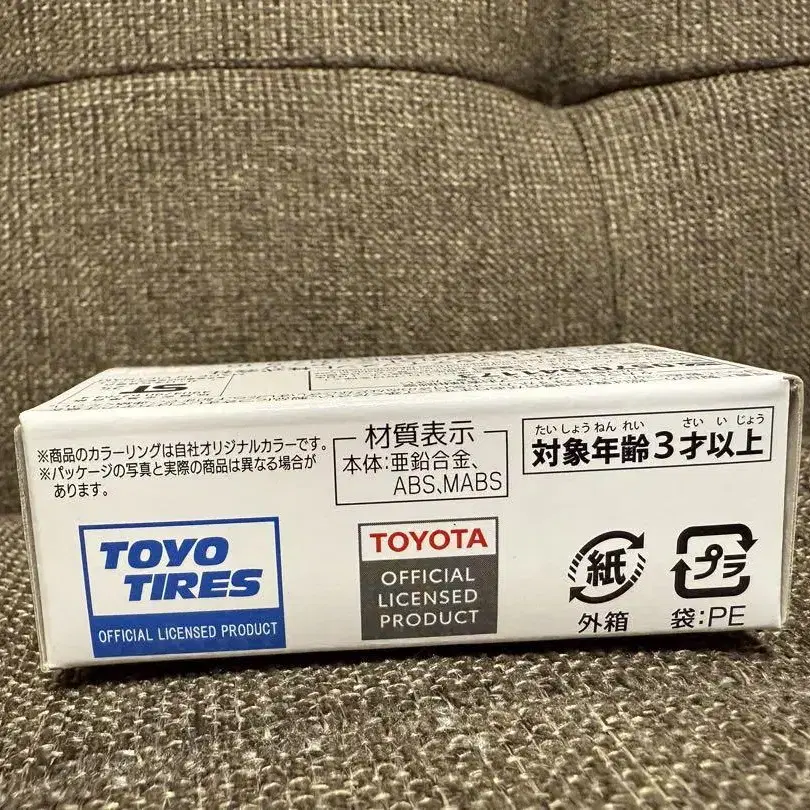 ※商品のカラーリングは自社オリジナルカラーです。
※パッケージの写真と実際の商品は異なる場合が
あります。
材質表示
本体:亜鉛合金、
ABS、MABS
たいしょうねんれい さいいじょう
対象年齢3才以上
TOYO
TIRES
OFFICIAL LICENSED PRODUCT
TOYOTA
OFFICIAL
LICENSED
PRODUCT
紙
外箱
プラ
袋:PE
ST